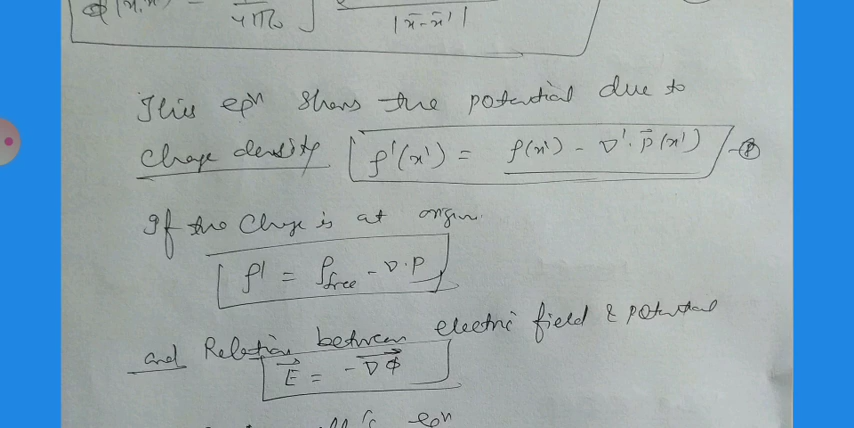 This eqn shows the potential due to
charge density ρ'(x') = ρ(x') - ∇'. P⃗(x') -⑧
If the Charge is at origin.
ρ' = ρfree - ∇.P
and Relation between electric field & potential
E⃗ = -∇⃗Φ
eqn